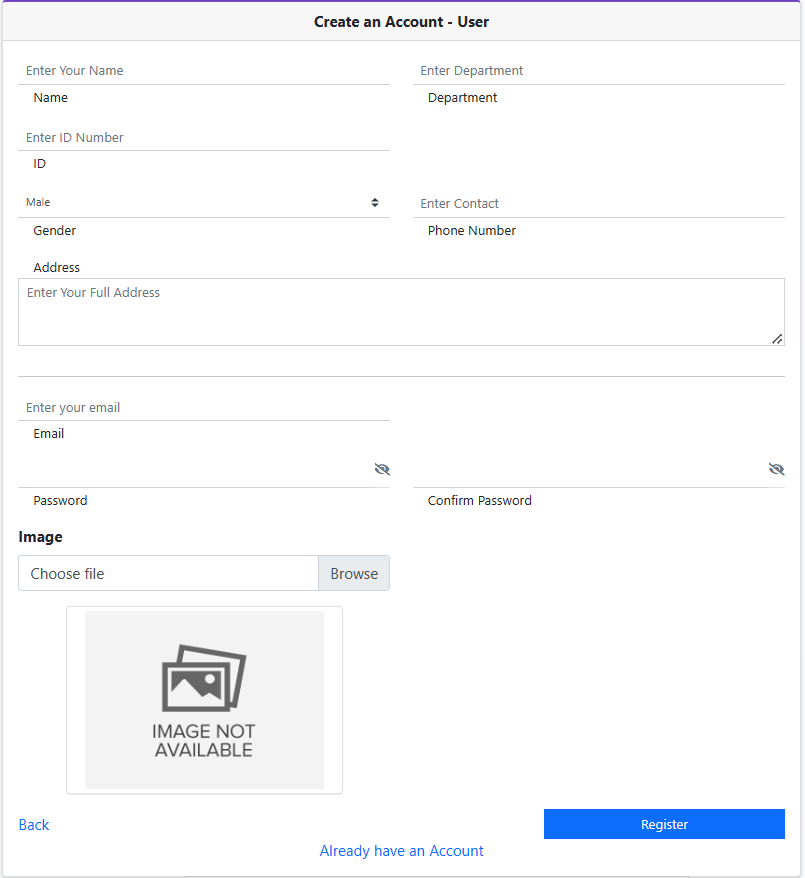 Create an Account - User
Enter Your Name
Enter Department
Name
Department
Enter ID Number
ID
Male
Enter Contact
Gender
Phone Number
Address
Enter Your Full Address
Enter your email
Email
Password
Confirm Password
Image
Choose file
Browse
IMAGE NOT
AVAILABLE
Back
Register
Already have an Account